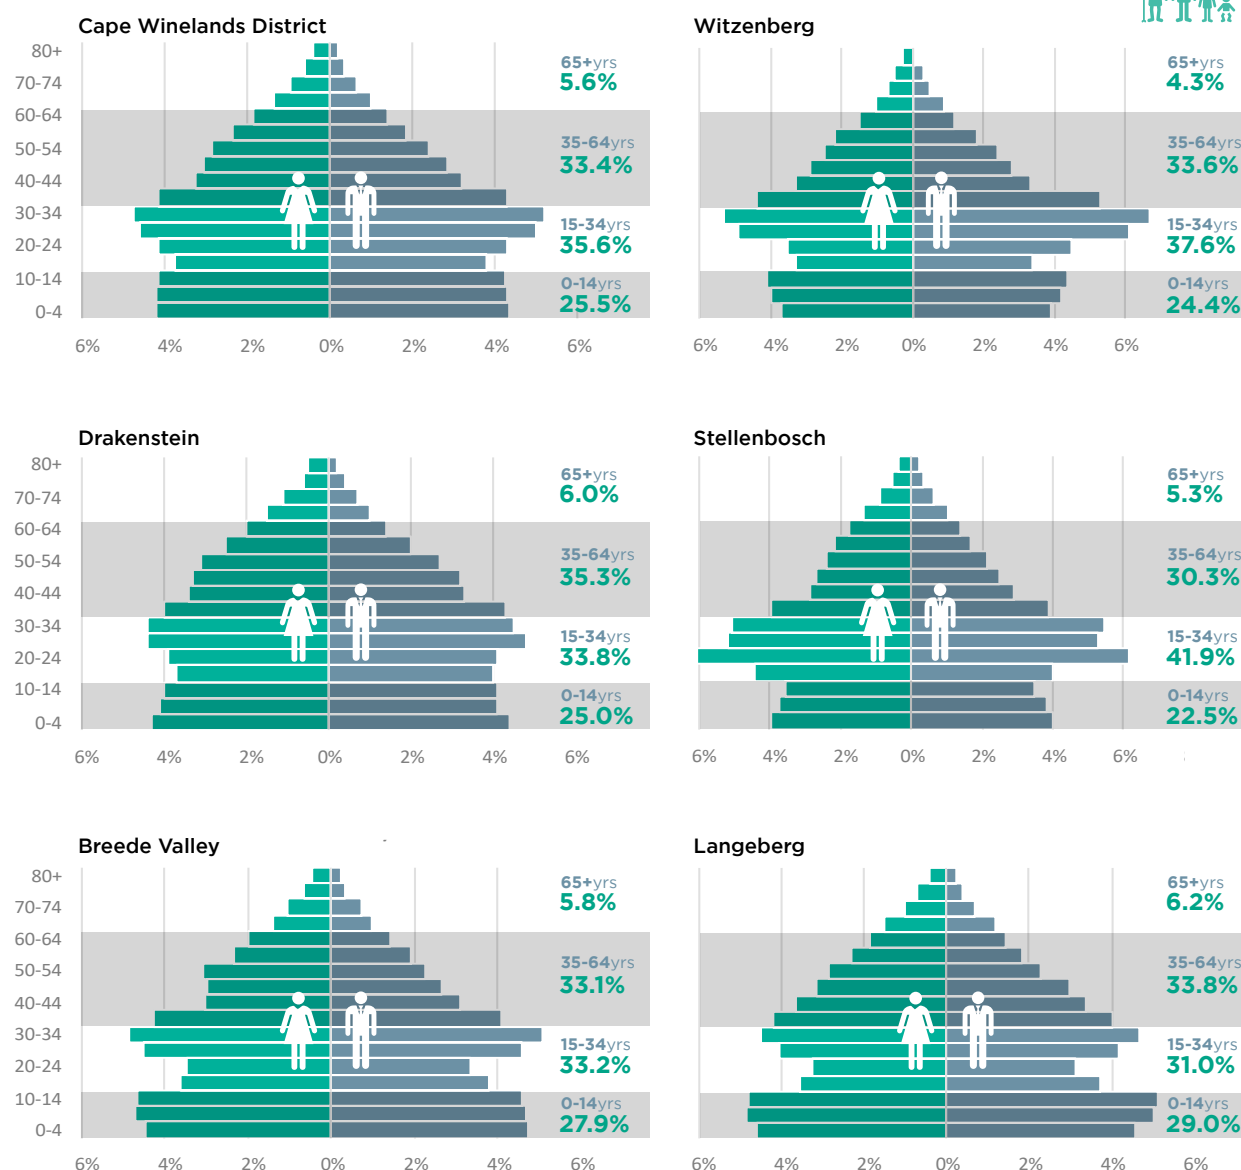 Cape Winelands District
80+
70-74
60-64
50-54
40-44
30-34
20-24
10-14
0-4
6% 4% 2% 0% 2% 4% 6%
65+yrs
5.6%
35-64yrs
33.4%
15-34yrs
35.6%
0-14yrs
25.5%
Witzenberg
65+yrs
4.3%
35-64yrs
33.6%
15-34yrs
37.6%
0-14yrs
24.4%
6% 4% 2% 0% 2% 4% 6%
Drakenstein
80+
70-74
60-64
50-54
40-44
30-34
20-24
10-14
0-4
6% 4% 2% 0% 2% 4% 6%
65+yrs
6.0%
35-64yrs
35.3%
15-34yrs
33.8%
0-14yrs
25.0%
Stellenbosch
65+yrs
5.3%
35-64yrs
30.3%
15-34yrs
41.9%
0-14yrs
22.5%
6% 4% 2% 0% 2% 4% 6%
Breede Valley
80+
70-74
60-64
50-54
40-44
30-34
20-24
10-14
0-4
6% 4% 2% 0% 2% 4% 6%
65+yrs
5.8%
35-64yrs
33.1%
15-34yrs
33.2%
0-14yrs
27.9%
Langeberg
65+yrs
6.2%
35-64yrs
33.8%
15-34yrs
31.0%
0-14yrs
29.0%
6% 4% 2% 0% 2% 4% 6%